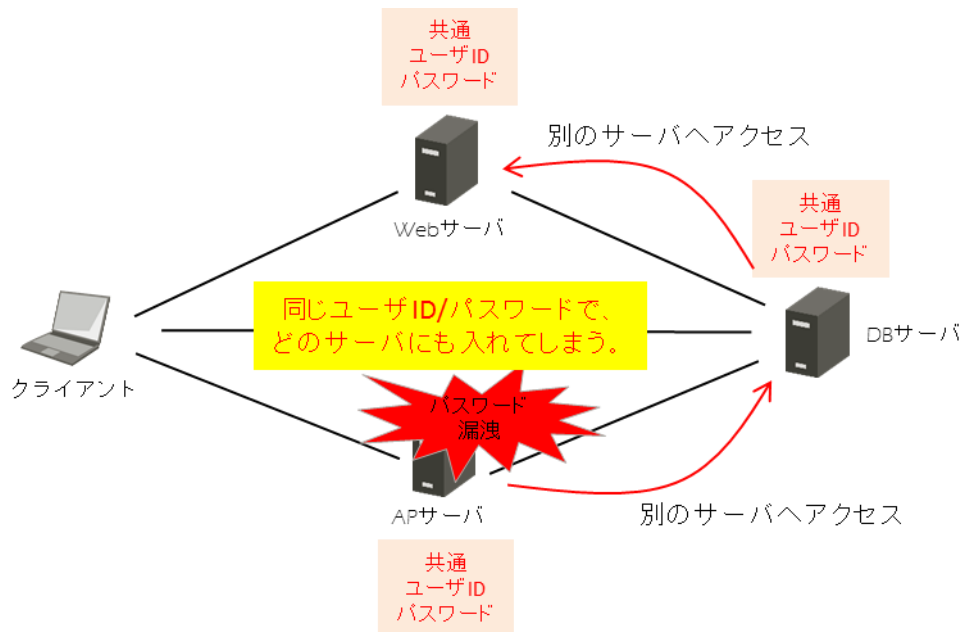 共通
ユーザID
パスワード
別のサーバへアクセス
Webサーバ
共通
ユーザID
パスワード
同じユーザID/パスワードで、
どのサーバにも入れてしまう。
DBサーバ
クライアント
パスワード
漏洩
APサーバ
別のサーバへアクセス
共通
ユーザID
パスワード